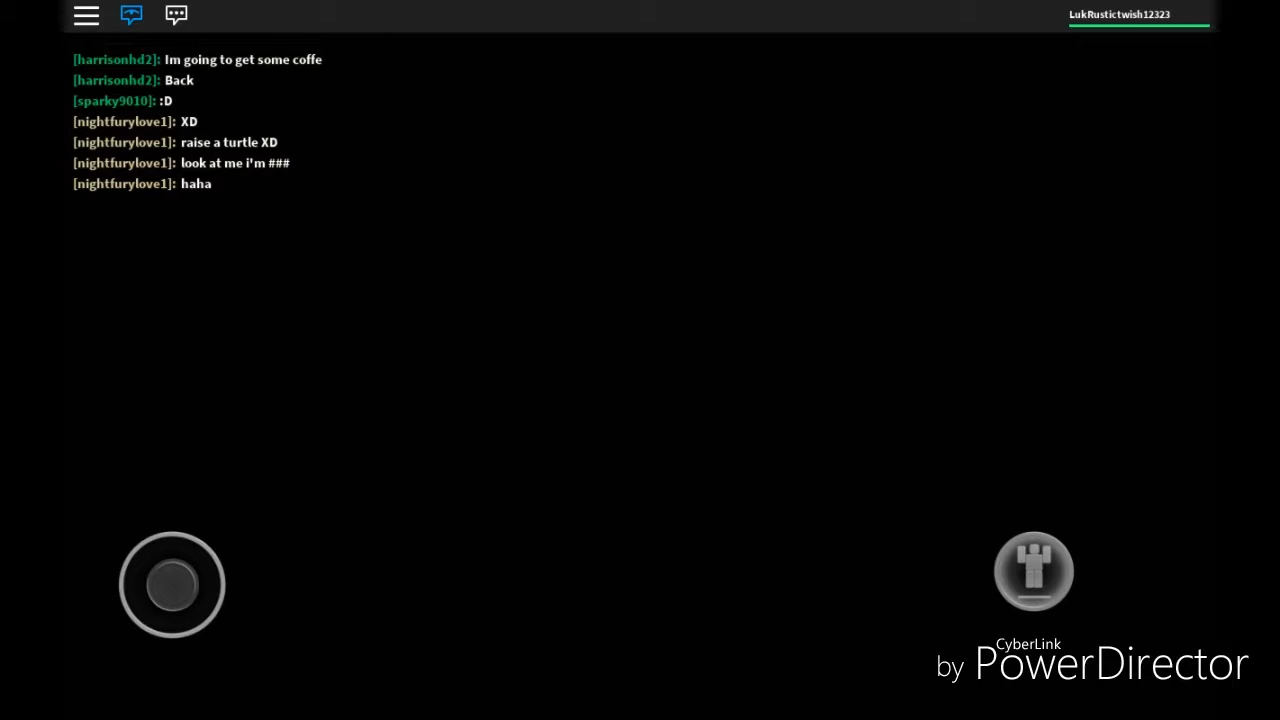 LukRustictwish12323
[harrisonhd2]: Im going to get some coffe
[harrisonhd2]: Back
[sparky9010]: :D
[nightfurylove1]: XD
[nightfurylove1]: raise a turtle XD
[nightfurylove1]: look at me i'm ###
[nightfurylove1]: haha
CyberLink
by PowerDirector